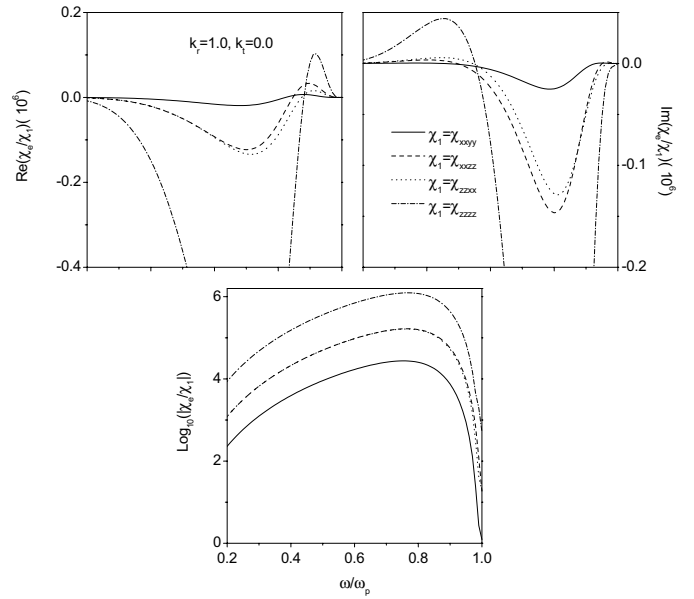 0.2
k_r=1.0, k_t=0.0
0.0
-0.2
-0.4
Re(χ_e/χ_1)( 10^6)
0.0
-0.1
-0.2
Im(χ_e/χ_1)( 10^6)
χ_1=χ_xxyy
χ_1=χ_xxzz
χ_1=χ_zzxx
χ_1=χ_zzzz
6
4
2
0
Log_10(|χ_e/χ_1|)
0.2 0.4 0.6 0.8 1.0
ω/ω_p